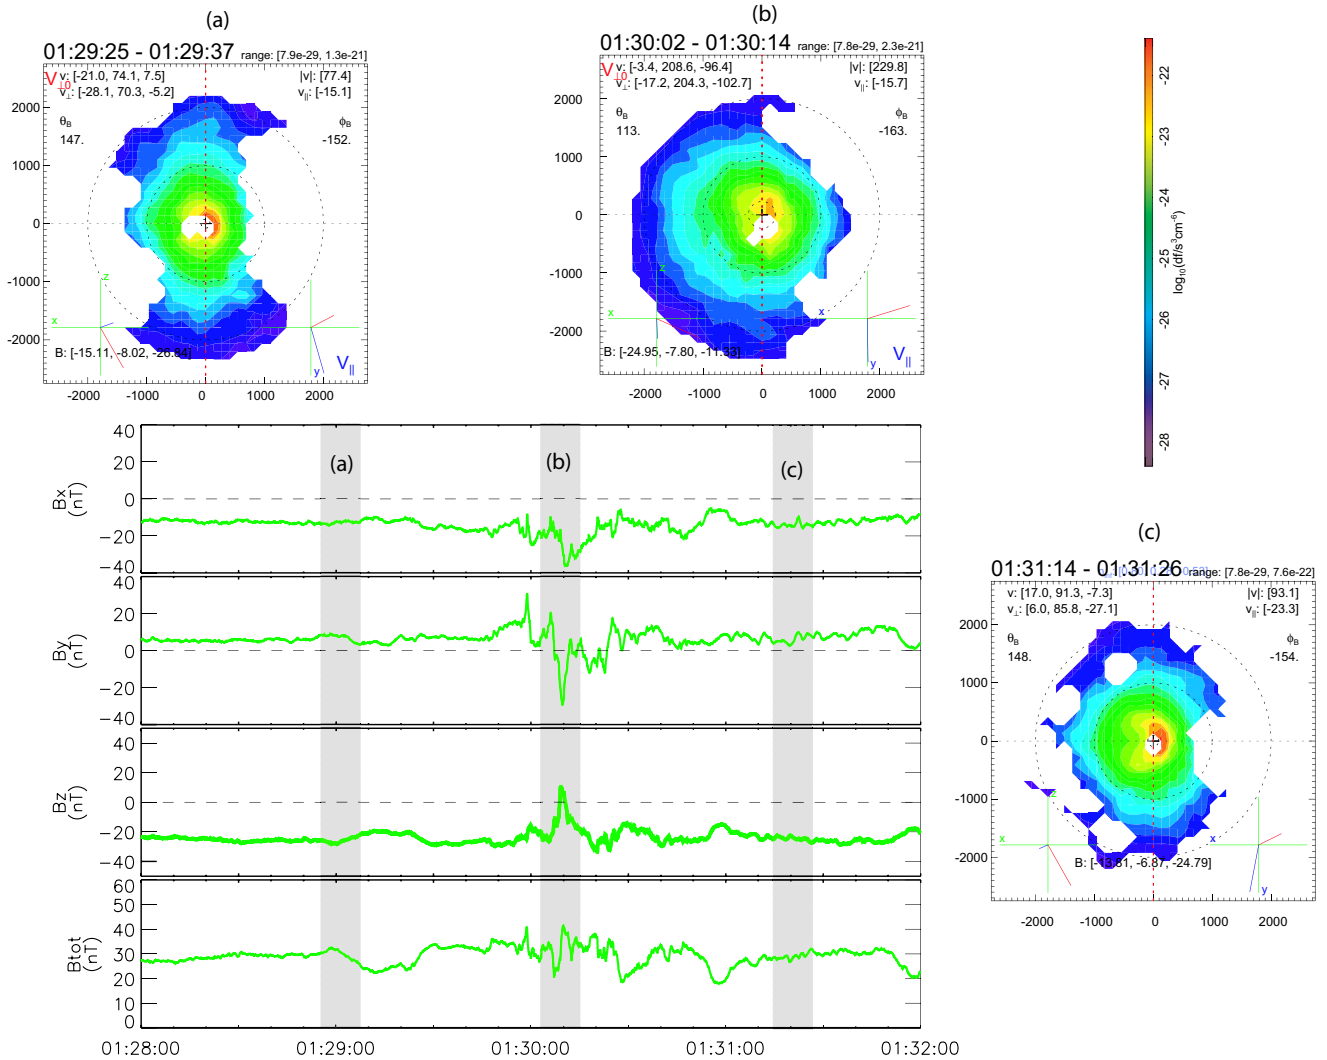 (a)
01:29:25 - 01:29:37 range: [7.9e-29, 1.3e-21]
V⊥0
v: [-21.0, 74.1, 7.5] |v|: [77.4]
v⊥: [-28.1, 70.3, -5.2] v||: [-15.1]
θB ΦB
147. -152.
2000
1000
0
-1000
-2000
z
x
y
B: [-15.11, -8.02, -26.84]
V||
-2000 -1000 0 1000 2000
(b)
01:30:02 - 01:30:14 range: [7.8e-29, 2.3e-21]
V⊥0
v: [-3.4, 208.6, -96.4] |v|: [229.8]
v⊥: [-17.2, 204.3, -102.7] v||: [-15.7]
θB ΦB
113. -163.
2000
1000
0
-1000
-2000
z
x x
y
B: [-24.95, -7.80, -11.33]
V||
-2000 -1000 0 1000 2000
-22
-23
-24
-25
-26
-27
-28
log10(df/s3cm-6)
(c)
01:31:14 - 01:31:26 range: [7.8e-29, 7.6e-22]
v: [17.0, 91.3, -7.3] |v|: [93.1]
v⊥: [6.0, 85.8, -27.1] v||: [-23.3]
θB ΦB
148. -154.
2000
1000
0
-1000
-2000
z
x x
y
B: [-13.81, -6.87, -24.79]
-2000 -1000 0 1000 2000
(a) (b) (c)
Bx
(nT)
40
20
0
-20
-40
By
(nT)
40
20
0
-20
-40
Bz
(nT)
40
20
0
-20
-40
Btot
(nT)
60
50
40
30
20
10
0
01:28:00 01:29:00 01:30:00 01:31:00 01:32:00